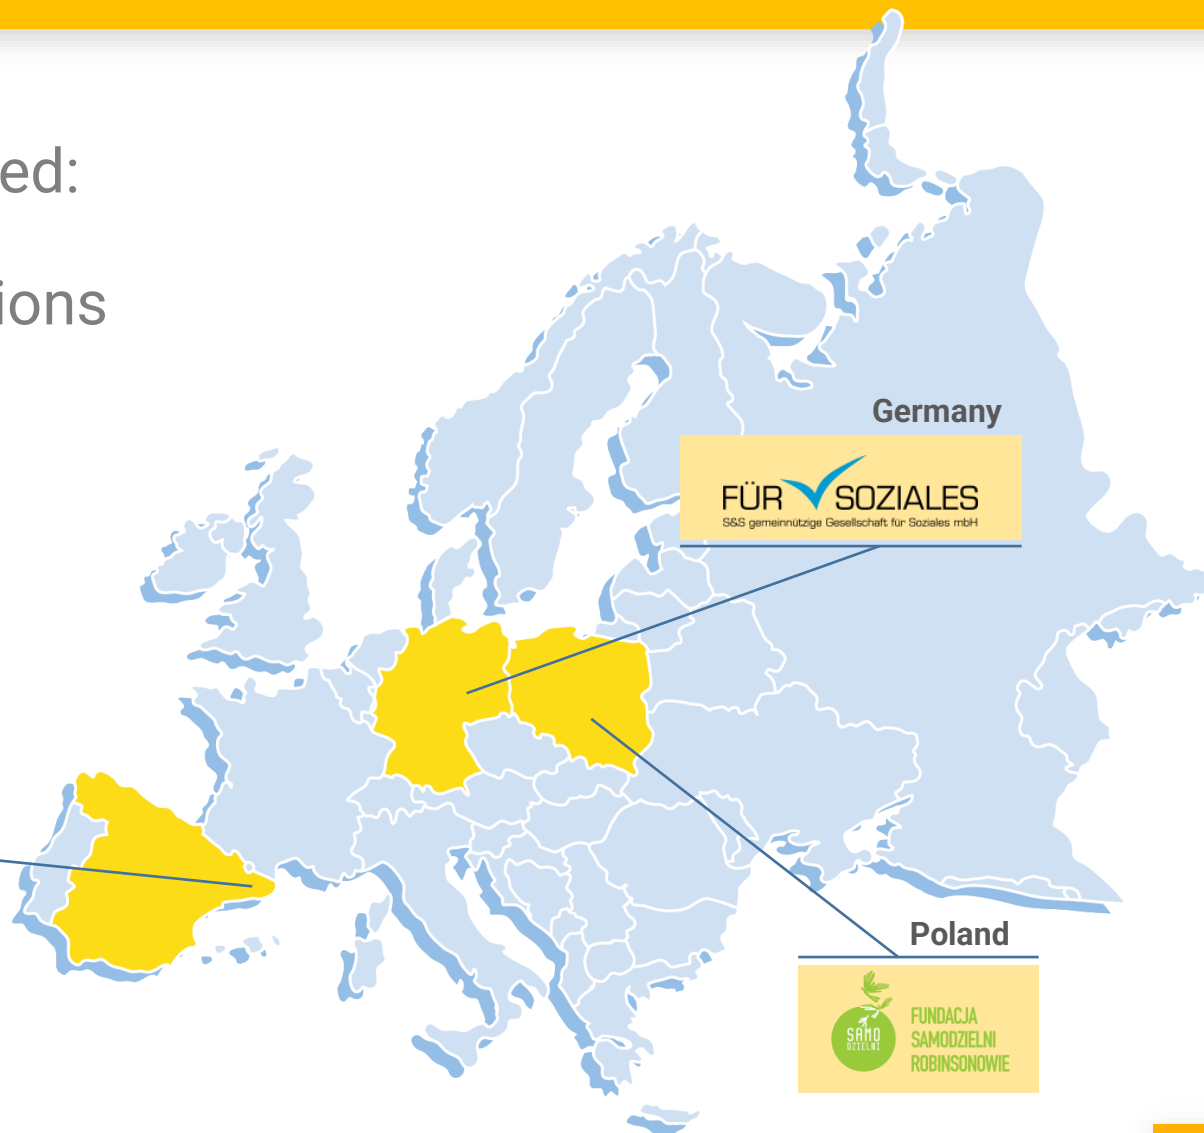 ed:
ions
Germany
FÜR SOZIALES
S&S gemeinnützige Gesellschaft für Soziales mbH
Poland
SAMO
DZIELNI
FUNDACJA
SAMODZIELNI
ROBINSONOWIE